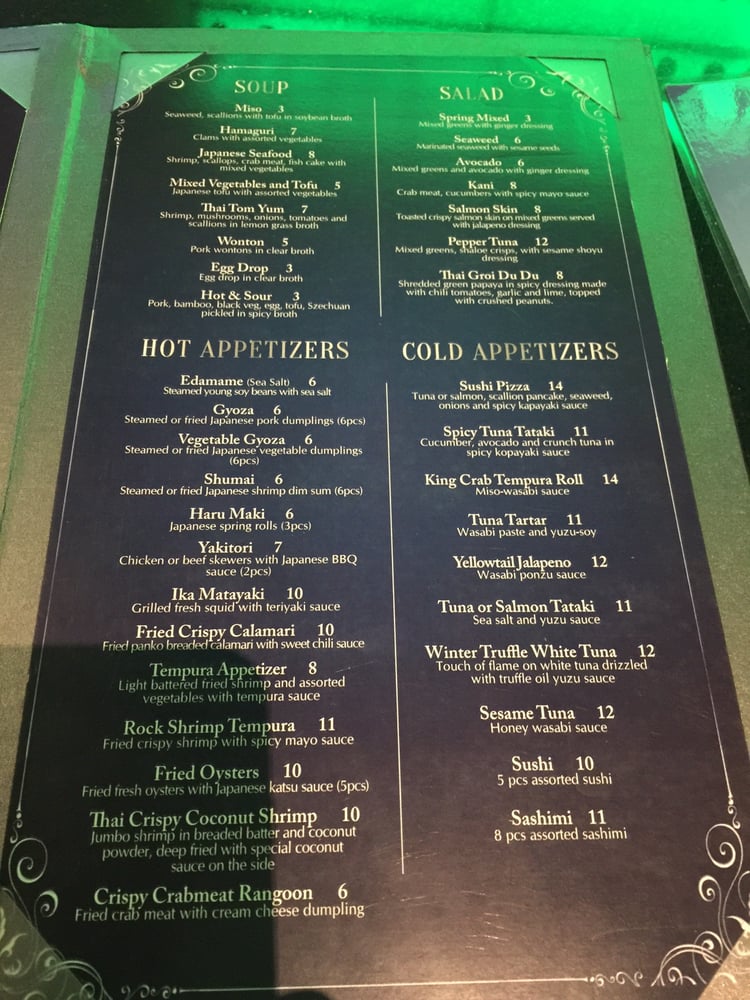 SOUP
Miso 3
Seaweed, scallions with tofu in soybean broth
Hamaguri 7
Clams with assorted vegetables
Japanese Seafood 8
Shrimp, scallops, crab meat, fish cake with
mixed vegetables
Mixed Vegetables and Tofu 5
Japanese tofu with assorted vegetables
Thai Tom Yum 7
Shrimp, mushrooms, onions, tomatoes and
scallions in lemon grass broth
Wonton 5
Pork wontons in clear broth
Egg Drop 3
Egg drop in clear broth
Hot & Sour 3
Pork, bamboo, black veg, egg, tofu, Szechuan
pickled in spicy broth
SALAD
Spring Mixed 3
Mixed greens with ginger dressing
Seaweed 6
Marinated seaweed with sesame seeds
Avocado 6
Mixed greens and avocado with ginger dressing
Kani 8
Crab meat, cucumbers with spicy mayo sauce
Salmon Skin 8
Toasted crispy salmon skin on mixed greens served
with jalapeno dressing
Pepper Tuna 12
Mixed greens, shaloe crisps, with sesame shoyu
dressing
Thai Groi Du Du 8
Shredded green papaya in spicy dressing made
with chili tomatoes, garlic and lime, topped
with crushed peanuts.
HOT APPETIZERS
Edamame (Sea Salt) 6
Steamed young soy beans with sea salt
Gyoza 6
Steamed or fried Japanese pork dumplings (6pcs)
Vegetable Gyoza 6
Steamed or fried Japanese vegetable dumplings
(6pcs)
Shumai 6
Steamed or fried Japanese shrimp dim sum (6pcs)
Haru Maki 6
Japanese spring rolls (3pcs)
Yakitori 7
Chicken or beef skewers with Japanese BBQ
sauce (2pcs)
Ika Matayaki 10
Grilled fresh squid with teriyaki sauce
Fried Crispy Calamari 10
Fried panko breaded calamari with sweet chili sauce
Tempura Appetizer 8
Light battered fried shrimp and assorted
vegetables with tempura sauce
Rock Shrimp Tempura 11
Fried crispy shrimp with spicy mayo sauce
Fried Oysters 10
Fried fresh oysters with Japanese katsu sauce (5pcs)
Thai Crispy Coconut Shrimp 10
Jumbo shrimp in breaded batter and coconut
powder, deep fried with special coconut
sauce on the side
Crispy Crabmeat Rangoon 6
Fried crab meat with cream cheese dumpling
COLD APPETIZERS
Sushi Pizza 14
Tuna or salmon, scallion pancake, seaweed,
onions and spicy kapayaki sauce
Spicy Tuna Tataki 11
Cucumber, avocado and crunch tuna in
spicy kopayaki sauce
King Crab Tempura Roll 14
Miso-wasabi sauce
Tuna Tartar 11
Wasabi paste and yuzu-soy
Yellowtail Jalapeno 12
Wasabi ponzu sauce
Tuna or Salmon Tataki 11
Sea salt and yuzu sauce
Winter Truffle White Tuna 12
Touch of flame on white tuna drizzled
with truffle oil yuzu sauce
Sesame Tuna 12
Honey wasabi sauce
Sushi 10
5 pcs assorted sushi
Sashimi 11
8 pcs assorted sashimi